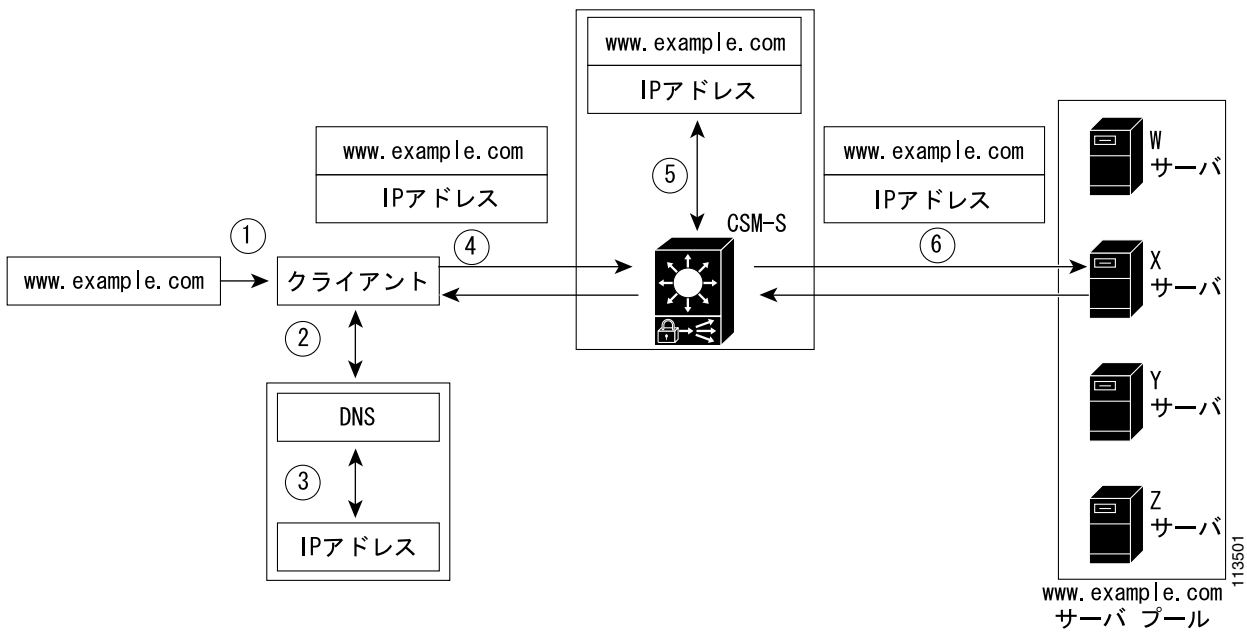 www.example.com
IPアドレス
www.example.com
IPアドレス
⑤
www.example.com
IPアドレス
W
サーバ
CSM-S
①
④
⑥
www.example.com
クライアント
X
サーバ
②
DNS
Y
サーバ
③
IPアドレス
Z
サーバ
113501
www.example.com
サーバ プール